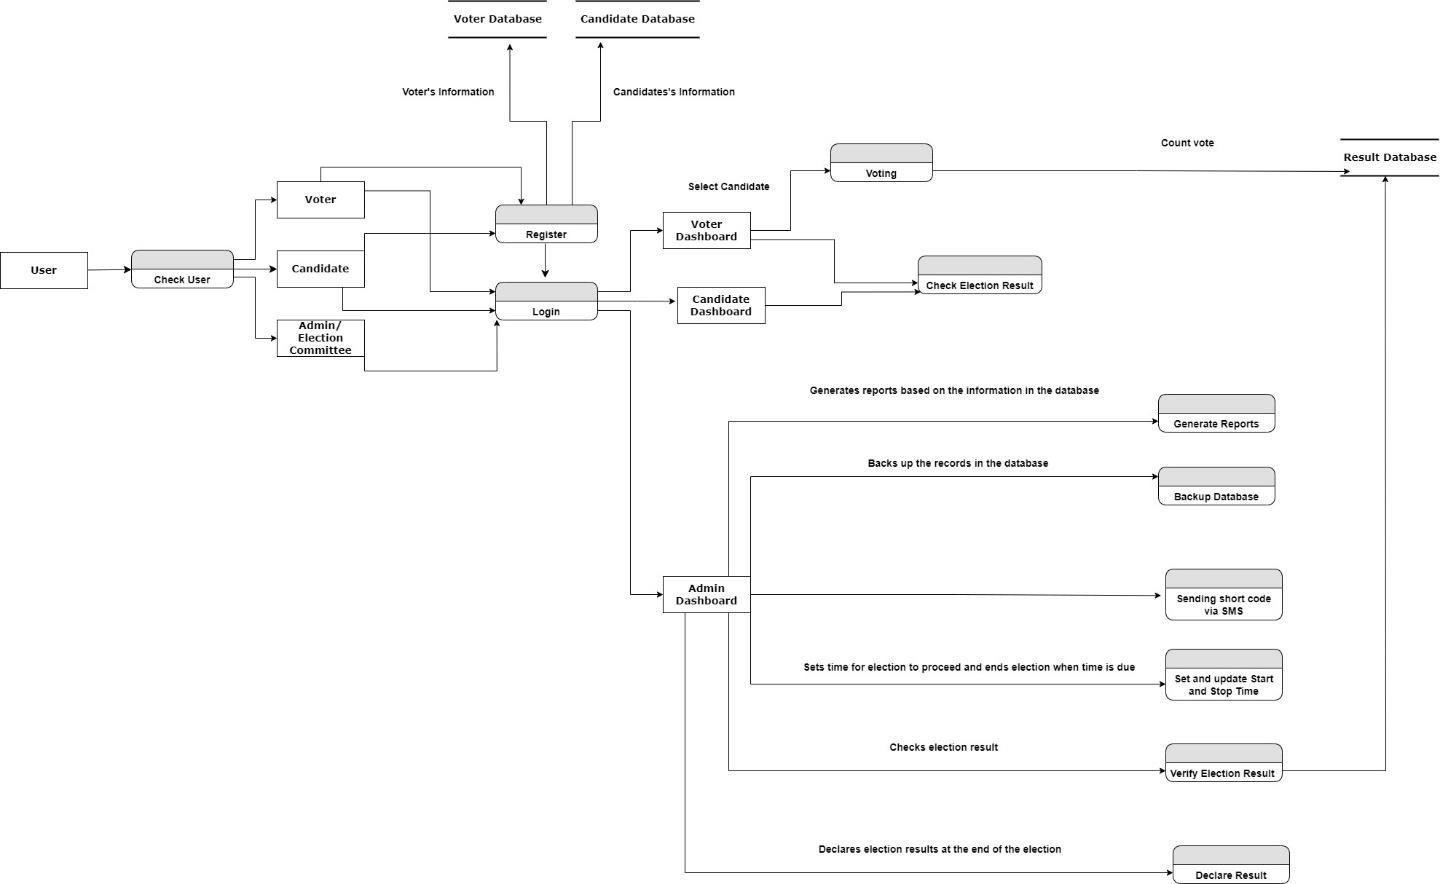 Voter Database
Candidate Database
Voter's Information
Candidates's Information
Count vote
Result Database
Voting
Select Candidate
Voter
Register
Voter
Dashboard
User
Check User
Candidate
Check Election Result
Login
Candidate
Dashboard
Admin/
Election
Committee
Generates reports based on the information in the database
Generate Reports
Backs up the records in the database
Backup Database
Admin
Dashboard
Sending short code
via SMS
Sets time for election to proceed and ends election when time is due
Set and update Start
and Stop Time
Checks election result
Verify Election Result
Declares election results at the end of the election
Declare Result